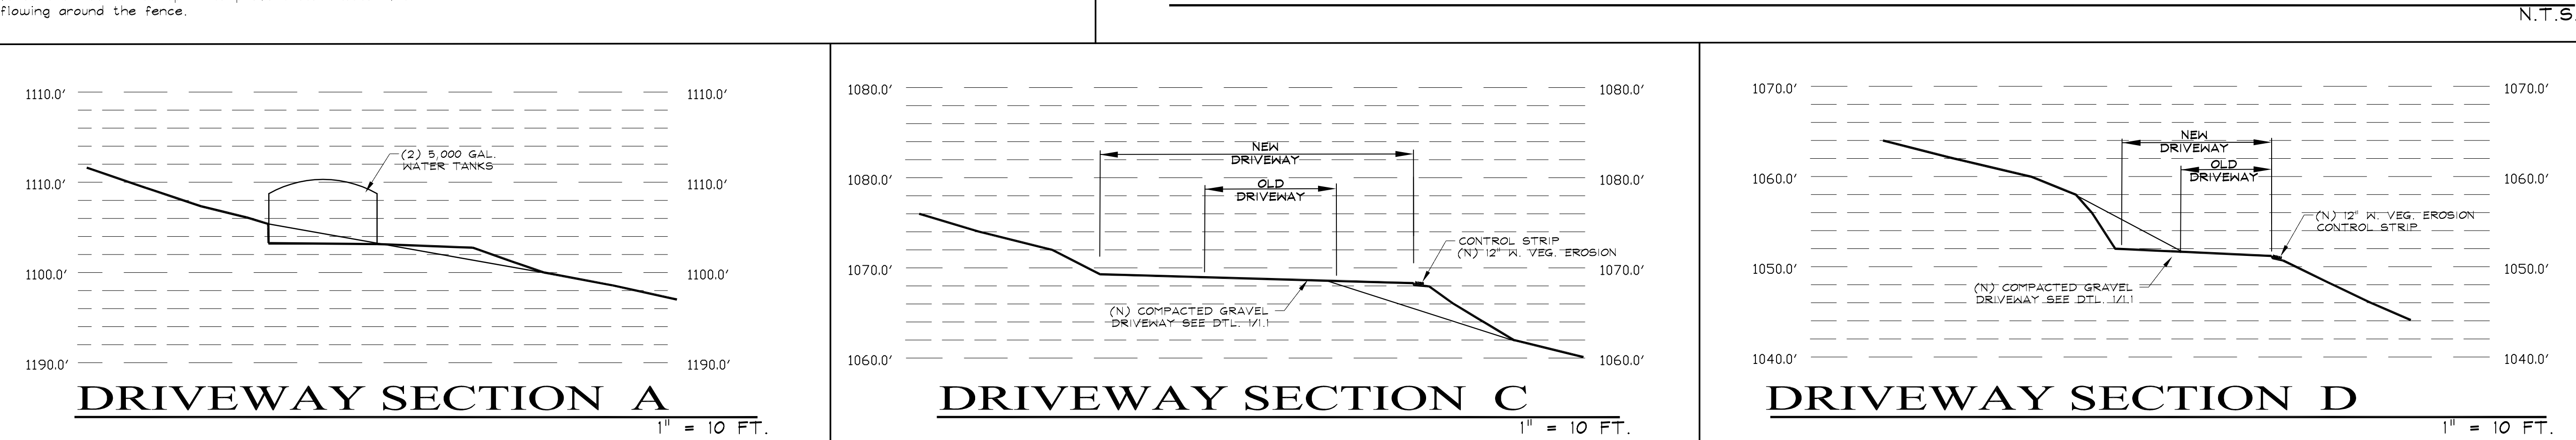 flowing around the fence.
N.T.S.
1110.0' 1110.0'
(2) 5,000 GAL.
WATER TANKS
1110.0' 1110.0'
1100.0' 1100.0'
1190.0' 1190.0'
DRIVEWAY SECTION A
1" = 10 FT.
1080.0' 1080.0'
NEW
DRIVEWAY
1080.0' 1080.0'
OLD
DRIVEWAY
CONTROL STRIP
(N) 12" W. VEG. EROSION
1070.0' 1070.0'
(N) COMPACTED GRAVEL
DRIVEWAY SEE DTL. 1/1.1
1060.0' 1060.0'
DRIVEWAY SECTION C
1" = 10 FT.
1070.0' 1070.0'
NEW
DRIVEWAY
OLD
DRIVEWAY
1060.0' 1060.0'
(N) 12" W. VEG. EROSION
CONTROL STRIP
1050.0' 1050.0'
(N) COMPACTED GRAVEL
DRIVEWAY SEE DTL. 1/1.1
1040.0' 1040.0'
DRIVEWAY SECTION D
1" = 10 FT.